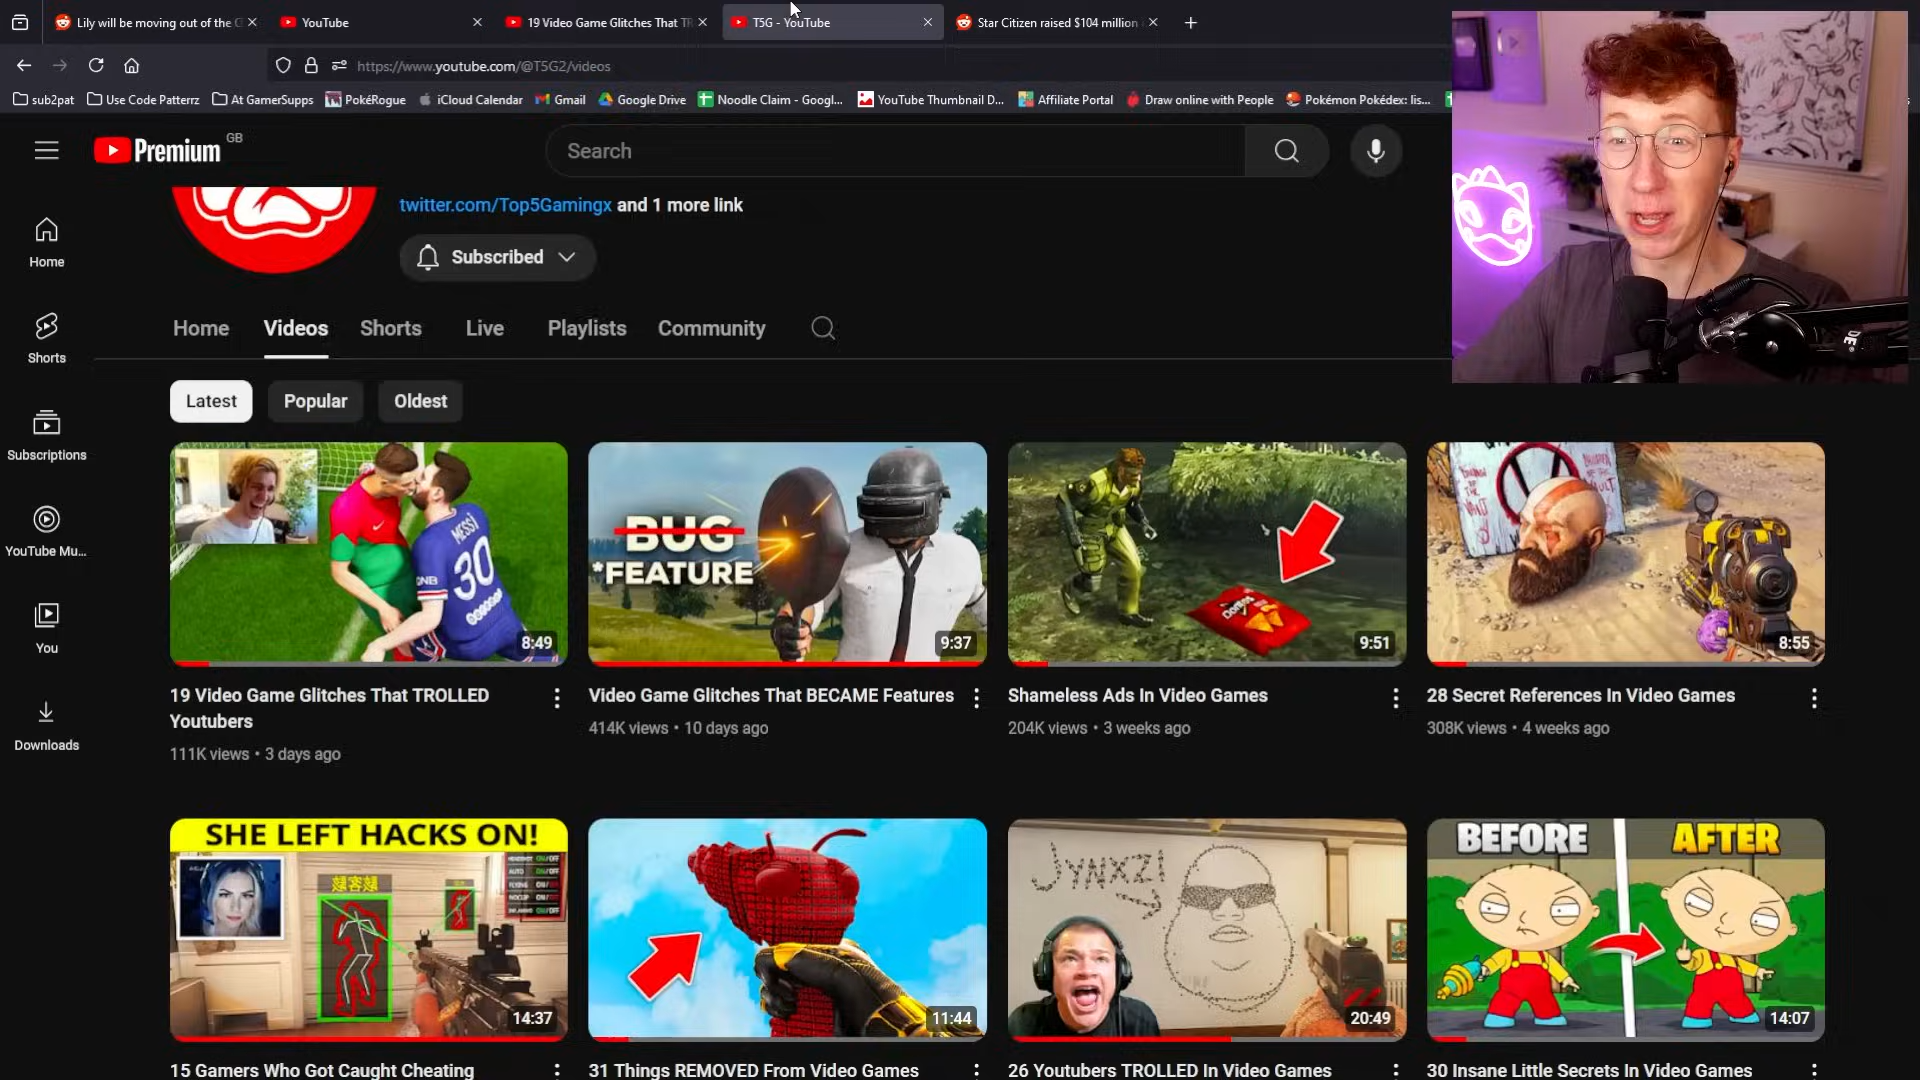 Lily will be moving out of the
YouTube
19 Video Game Glitches That TR
T5G - YouTube
Star Citizen raised $104 million
https://www.youtube.com/@T5G2/videos
sub2pat
Use Code Patterrz
At GamerSupps
PokéRogue
iCloud Calendar
Gmail
Google Drive
Noodle Claim - Googl...
YouTube Thumbnail D...
Affiliate Portal
Draw online with People
Pokémon Pokédex: lis...
Premium
GB
Search
twitter.com/Top5Gamingx and 1 more link
Subscribed
Home
Shorts
Subscriptions
YouTube Mu...
You
Downloads
Home
Videos
Shorts
Live
Playlists
Community
Latest
Popular
Oldest
MESSI
30
QNB
8:49
BUG
*FEATURE
9:37
Doritos
9:51
8:55
19 Video Game Glitches That TROLLED
Youtubers
111K views • 3 days ago
Video Game Glitches That BECAME Features
414K views • 10 days ago
Shameless Ads In Video Games
204K views • 3 weeks ago
28 Secret References In Video Games
308K views • 4 weeks ago
SHE LEFT HACKS ON!
14:37
11:44
JYNXZI
20:49
BEFORE
AFTER
14:07
15 Gamers Who Got Caught Cheating
31 Things REMOVED From Video Games
26 Youtubers TROLLED In Video Games
30 Insane Little Secrets In Video Games